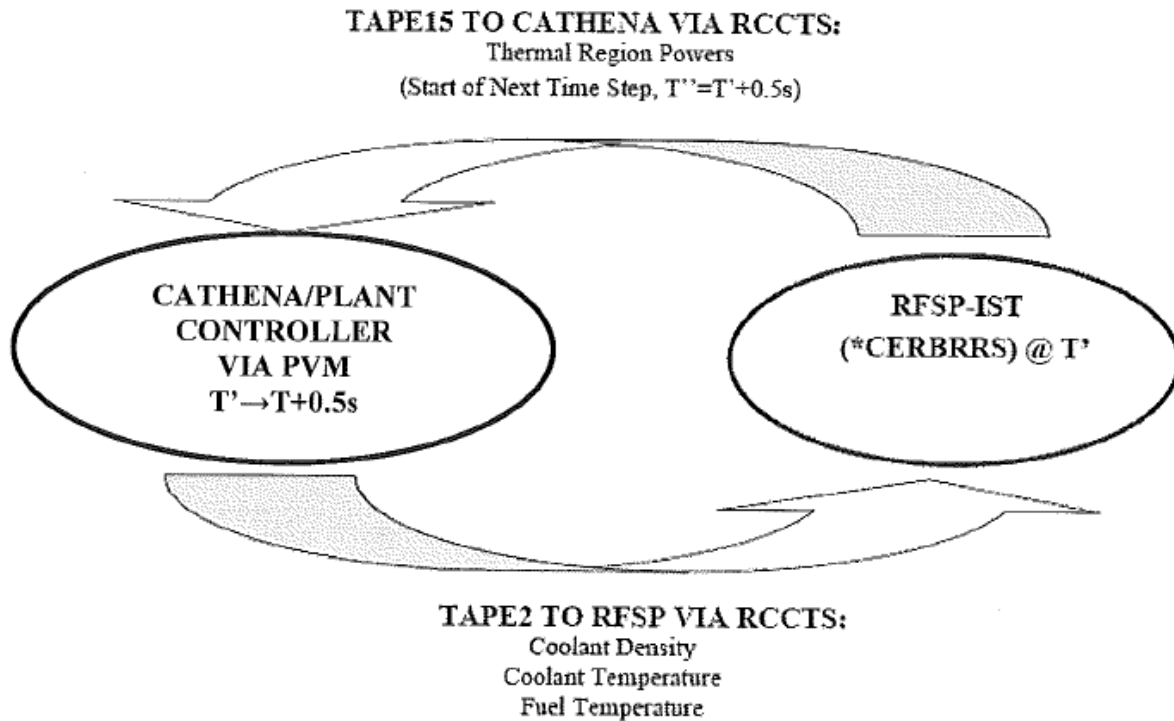 TAPE15 TO CATHENA VIA RCCTS:
Thermal Region Powers
(Start of Next Time Step, T’’=T’+0.5s)
CATHENA/PLANT
CONTROLLER
VIA PVM
T’→T+0.5s
RFSP-IST
(*CERBRRS) @ T’
TAPE2 TO RFSP VIA RCCTS:
Coolant Density
Coolant Temperature
Fuel Temperature